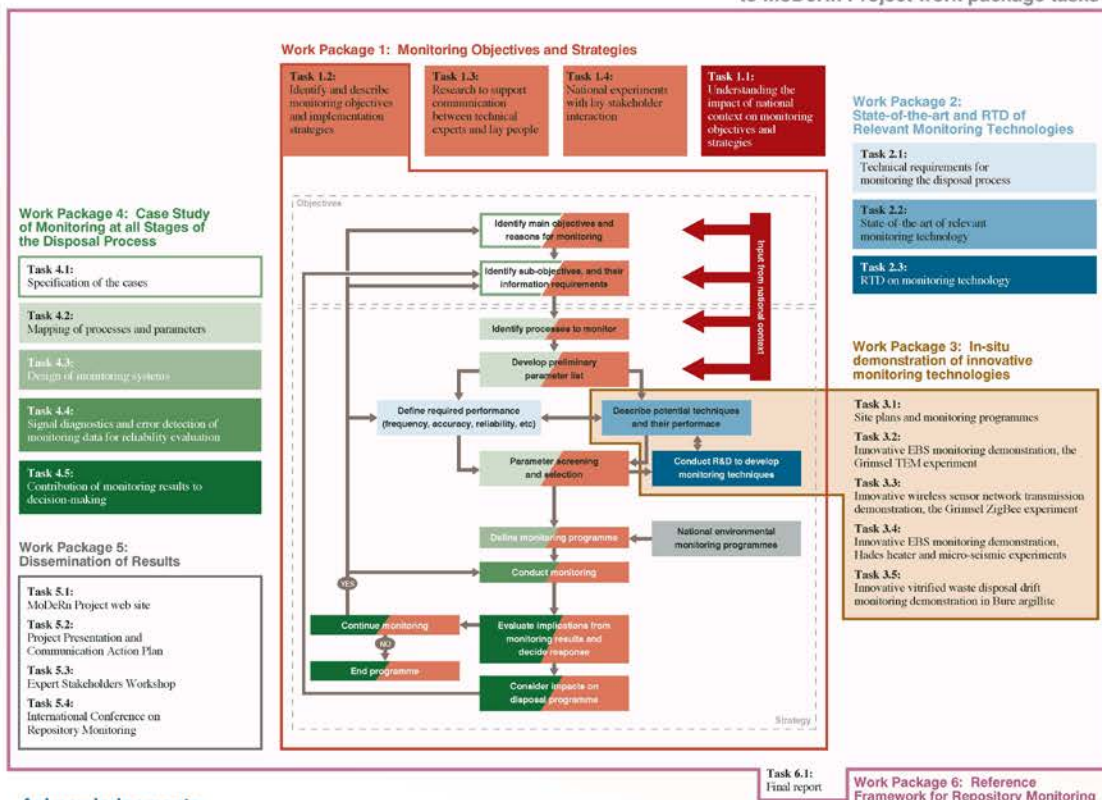 to MoDeRn Project work package tasks
Work Package 1: Monitoring Objectives and Strategies
Task 1.2:
Identify and describe
monitoring objectives
and implementation
strategies
Task 1.3:
Research to support
communication
between technical
experts and lay people
Task 1.4:
National experiments
with lay stakeholder
interaction
Task 1.1:
Understanding the
impact of national
context on monitoring
objectives and
strategies
Work Package 2:
State-of-the-art and RTD of
Relevant Monitoring Technologies
Task 2.1:
Technical requirements for
monitoring the disposal process
Task 2.2:
State-of-the-art of relevant
monitoring technology
Task 2.3:
RTD on monitoring technology
Work Package 4: Case Study
of Monitoring at all Stages of
the Disposal Process
Task 4.1:
Specification of the cases
Task 4.2:
Mapping of processes and parameters
Task 4.3:
Design of monitoring systems
Task 4.4:
Signal diagnostics and error detection of
monitoring data for reliability evaluation
Task 4.5:
Contribution of monitoring results to
decision-making
Work Package 5:
Dissemination of Results
Task 5.1:
MoDeRn Project web site
Task 5.2:
Project Presentation and
Communication Action Plan
Task 5.3:
Expert Stakeholders Workshop
Task 5.4:
International Conference on
Repository Monitoring
Objectives
Identify main objectives and
reasons for monitoring
Identify sub-objectives, and their
information requirements
Identify processes to monitor
Develop preliminary
parameter list
Input from national context
Define required performance
(frequency, accuracy, reliability, etc)
Describe potential techniques
and their performace
Parameter screening
and selection
Conduct R&D to develop
monitoring techniques
Define monitoring programme
National environmental
monitoring programmes
Conduct monitoring
YES
Continue monitoring
NO
End programme
Evaluate implications from
monitoring results and
decide response
Consider impacts on
disposal programme
Strategy
Work Package 3: In-situ
demonstration of innovative
monitoring technologies
Task 3.1:
Site plans and monitoring programmes
Task 3.2:
Innovative EBS monitoring demonstration, the
Grimsel TEM experiment
Task 3.3:
Innovative wireless sensor network transmission
demonstration, the Grimsel ZigBee experiment
Task 3.4:
Innovative EBS monitoring demonstration,
Hades heater and micro-seismic experiments
Task 3.5:
Innovative vitrified waste disposal drift
monitoring demonstration in Bure argillite
Task 6.1:
Final report
Work Package 6: Reference
Framework for Repository Monitoring